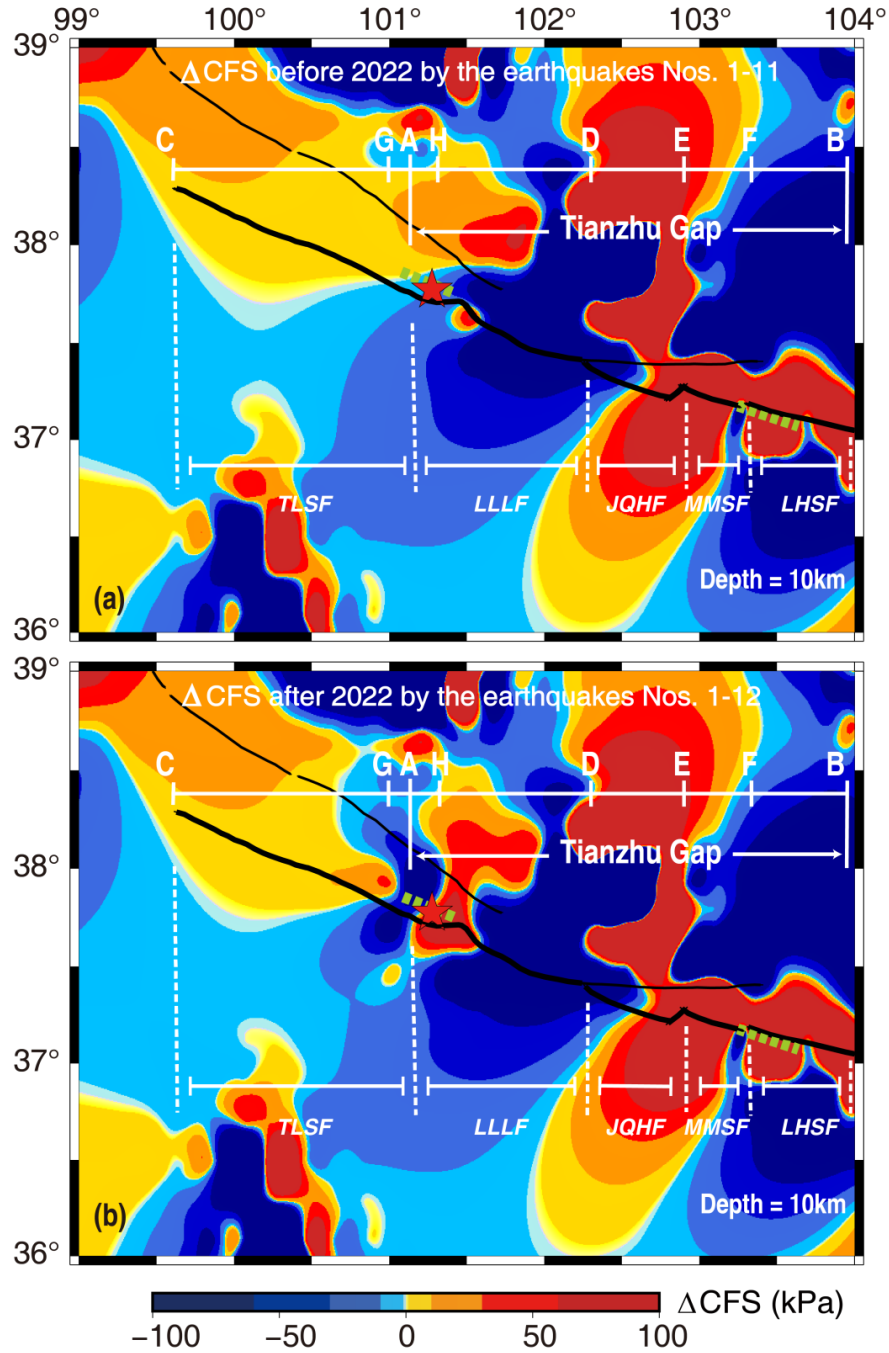 99° 100° 101° 102° 103° 104°
39°
ΔCFS before 2022 by the earthquakes Nos. 1-11
C G A H D E F B
38°
Tianzhu Gap
37°
TLSF LLLF JQHF MMSF LHSF
(a) Depth = 10km
36°
39°
ΔCFS after 2022 by the earthquakes Nos. 1-12
C G A H D E F B
38°
Tianzhu Gap
37°
TLSF LLLF JQHF MMSF LHSF
(b) Depth = 10km
36°
ΔCFS (kPa)
−100 −50 0 50 100